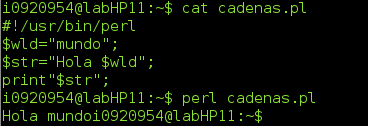 i0920954@labHP11:~$ cat cadenas.pl
#!/usr/bin/perl
$wld="mundo";
$str="Hola $wld";
print"$str";
i0920954@labHP11:~$ perl cadenas.pl
Hola mundoi0920954@labHP11:~$